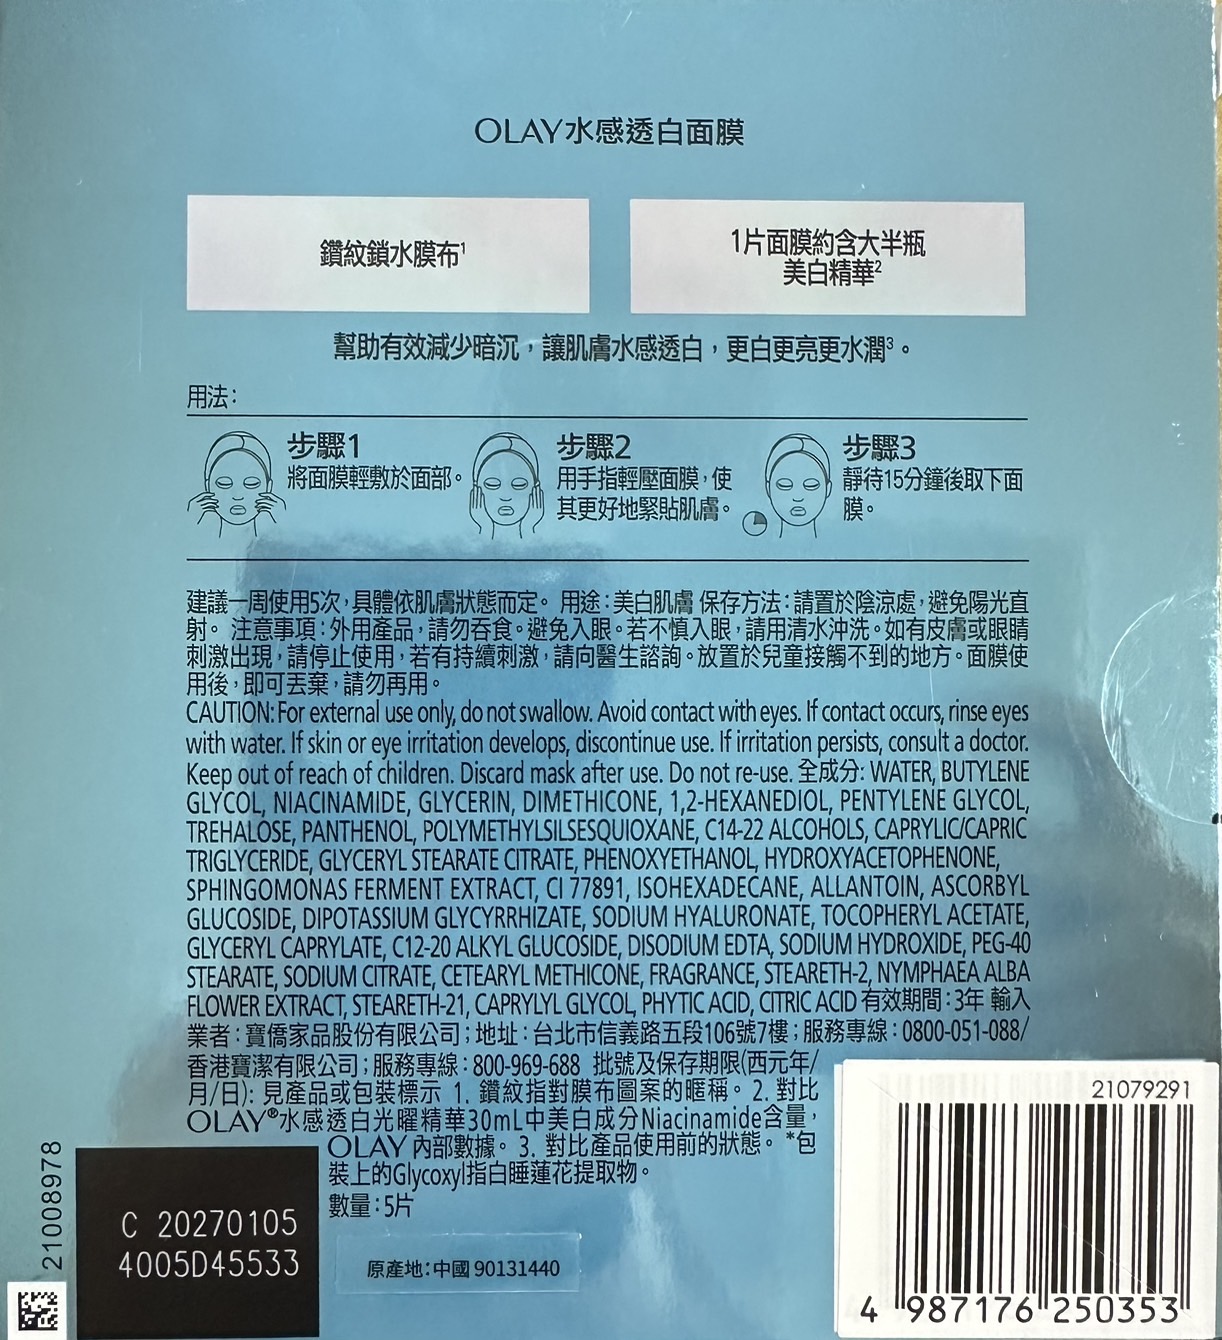 OLAY水感透白面膜
鑽紋鎖水膜布¹
1片面膜約含大半瓶
美白精華²
幫助有效減少暗沉，讓肌膚水感透白，更白更亮更水潤³。
用法：
步驟1
將面膜輕敷於面部。
步驟2
用手指輕壓面膜，使
其更好地緊貼肌膚。
步驟3
靜待15分鐘後取下面
膜。
建議一周使用5次，具體依肌膚狀態而定。 用途：美白肌膚 保存方法：請置於陰涼處，避免陽光直
射。 注意事項：外用產品，請勿吞食。避免入眼。若不慎入眼，請用清水沖洗。如有皮膚或眼睛
刺激出現，請停止使用，若有持續刺激，請向醫生諮詢。放置於兒童接觸不到的地方。面膜使
用後，即可丟棄，請勿再用。
CAUTION: For external use only, do not swallow. Avoid contact with eyes. If contact occurs, rinse eyes
with water. If skin or eye irritation develops, discontinue use. If irritation persists, consult a doctor.
Keep out of reach of children. Discard mask after use. Do not re-use. 全成分: WATER, BUTYLENE
GLYCOL, NIACINAMIDE, GLYCERIN, DIMETHICONE, 1,2-HEXANEDIOL, PENTYLENE GLYCOL,
TREHALOSE, PANTHENOL, POLYMETHYLSILSESQUIOXANE, C14-22 ALCOHOLS, CAPRYLIC/CAPRIC
TRIGLYCERIDE, GLYCERYL STEARATE CITRATE, PHENOXYETHANOL, HYDROXYACETOPHENONE,
SPHINGOMONAS FERMENT EXTRACT, CI 77891, ISOHEXADECANE, ALLANTOIN, ASCORBYL
GLUCOSIDE, DIPOTASSIUM GLYCYRRHIZATE, SODIUM HYALURONATE, TOCOPHERYL ACETATE,
GLYCERYL CAPRYLATE, C12-20 ALKYL GLUCOSIDE, DISODIUM EDTA, SODIUM HYDROXIDE, PEG-40
STEARATE, SODIUM CITRATE, CETEARYL METHICONE, FRAGRANCE, STEARETH-2, NYMPHAEA ALBA
FLOWER EXTRACT, STEARETH-21, CAPRYLYL GLYCOL, PHYTIC ACID, CITRIC ACID 有效期間：3年 輸入
業者：寶僑家品股份有限公司；地址：台北市信義路五段106號7樓；服務專線：0800-051-088/
香港寶潔有限公司；服務專線：800-969-688 批號及保存期限(西元年/
月/日): 見產品或包裝標示 1. 鑽紋指對膜布圖案的暱稱。 2. 對比
OLAY®水感透白光曜精華30mL中美白成分Niacinamide含量，
OLAY 內部數據。 3. 對比產品使用前的狀態。 *包
裝上的Glycoxyl指白睡蓮花提取物。
數量：5片
原產地：中國 90131440
21008978
C 20270105
4005D45533
21079291
4 987176 250353